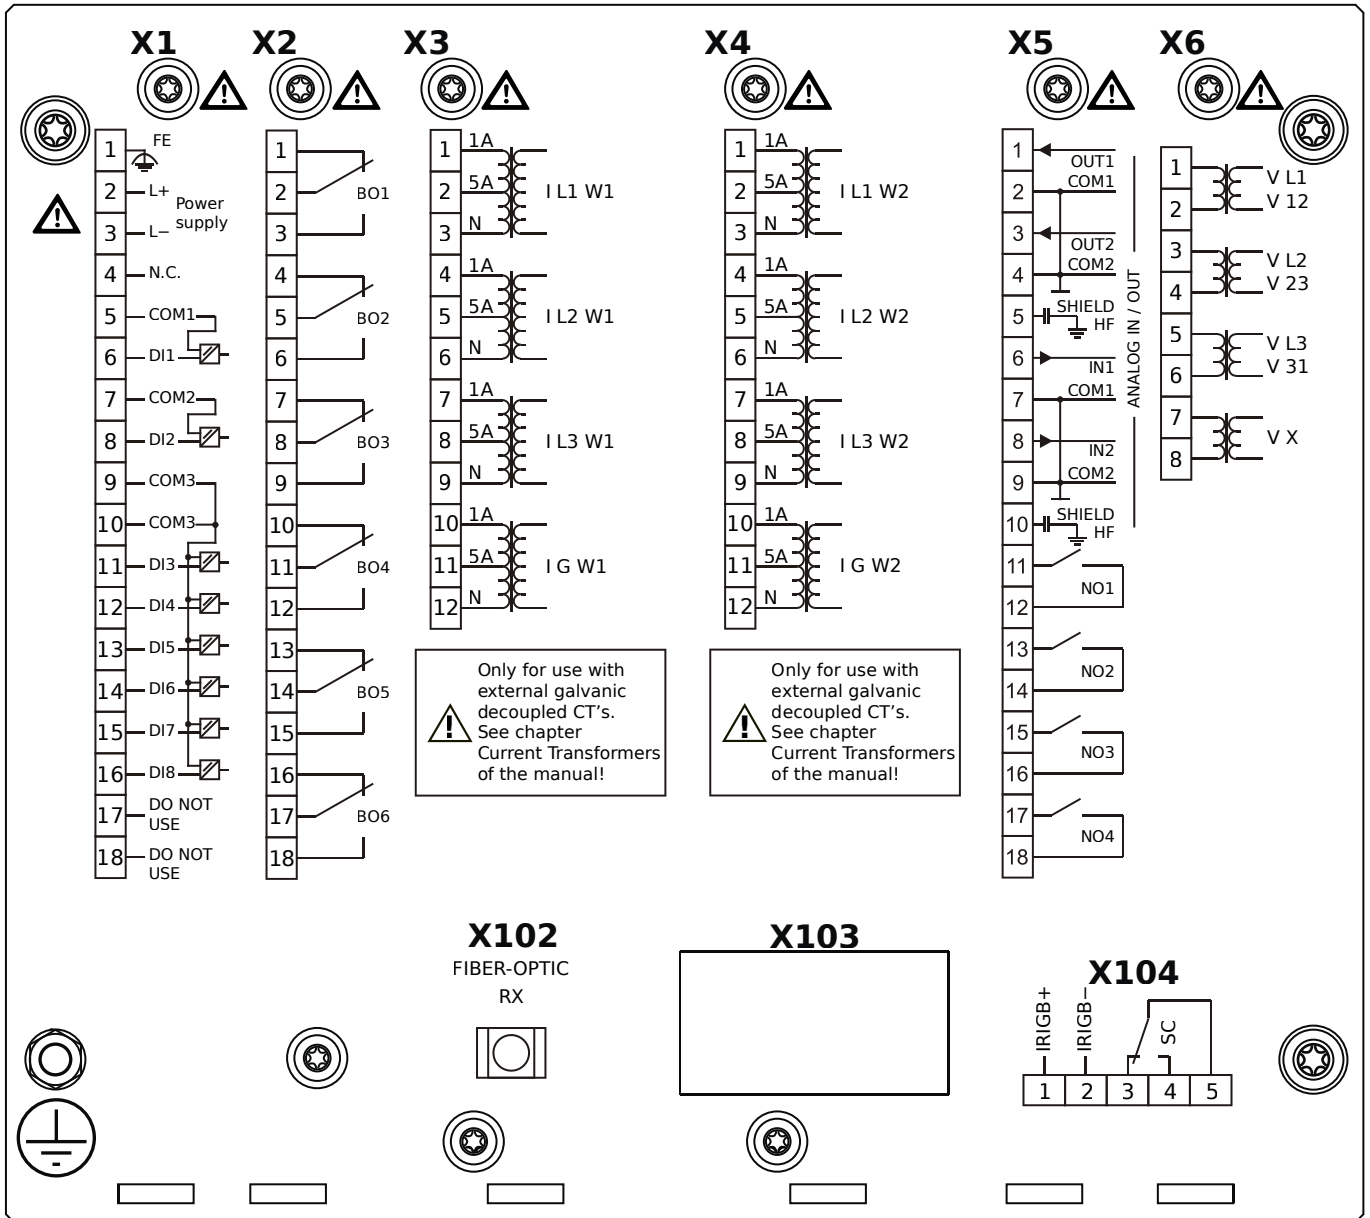 X1
X2
X3
X4
X5
X6
1 FE
2 L+
Power
supply
3 L−
4 N.C.
5 COM1
6 DI1
7 COM2
8 DI2
9 COM3
10 COM3
11 DI3
12 DI4
13 DI5
14 DI6
15 DI7
16 DI8
17 DO NOT
USE
18 DO NOT
USE
1
2 BO1
3
4
5 BO2
6
7
8 BO3
9
10
11 BO4
12
13
14 BO5
15
16
17 BO6
18
1 1A
2 5A I L1 W1
3 N
4 1A
5 5A I L2 W1
6 N
7 1A
8 5A I L3 W1
9 N
10 1A
11 5A I G W1
12 N
Only for use with
external galvanic
decoupled CT's.
See chapter
Current Transformers
of the manual!
1 1A
2 5A I L1 W2
3 N
4 1A
5 5A I L2 W2
6 N
7 1A
8 5A I L3 W2
9 N
10 1A
11 5A I G W2
12 N
Only for use with
external galvanic
decoupled CT's.
See chapter
Current Transformers
of the manual!
1 OUT1
2 COM1
3 OUT2
4 COM2
5 SHIELD
HF
6 IN1
7 COM1
8 IN2
9 COM2
10 SHIELD
HF
ANALOG IN / OUT
11
NO1
12
13
NO2
14
15
NO3
16
17
NO4
18
1 V L1
2 V 12
3 V L2
4 V 23
5 V L3
6 V 31
7
V X
8
X102
FIBER-OPTIC
RX
X103
X104
IRIGB+
IRIGB−
SC
1 2 3 4 5